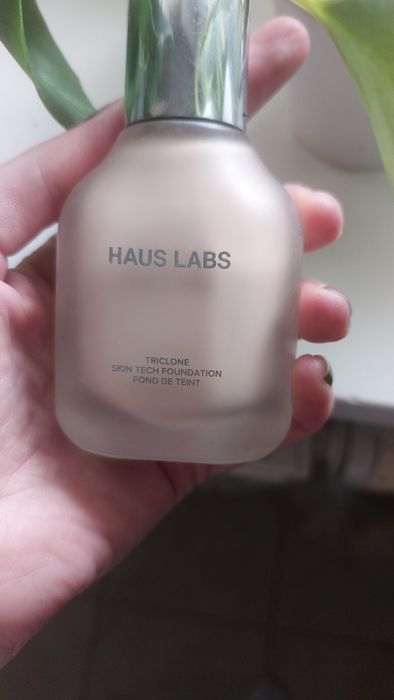 HAUS LABS
TRICLONE
SKIN TECH FOUNDATION
FOND DE TEINT